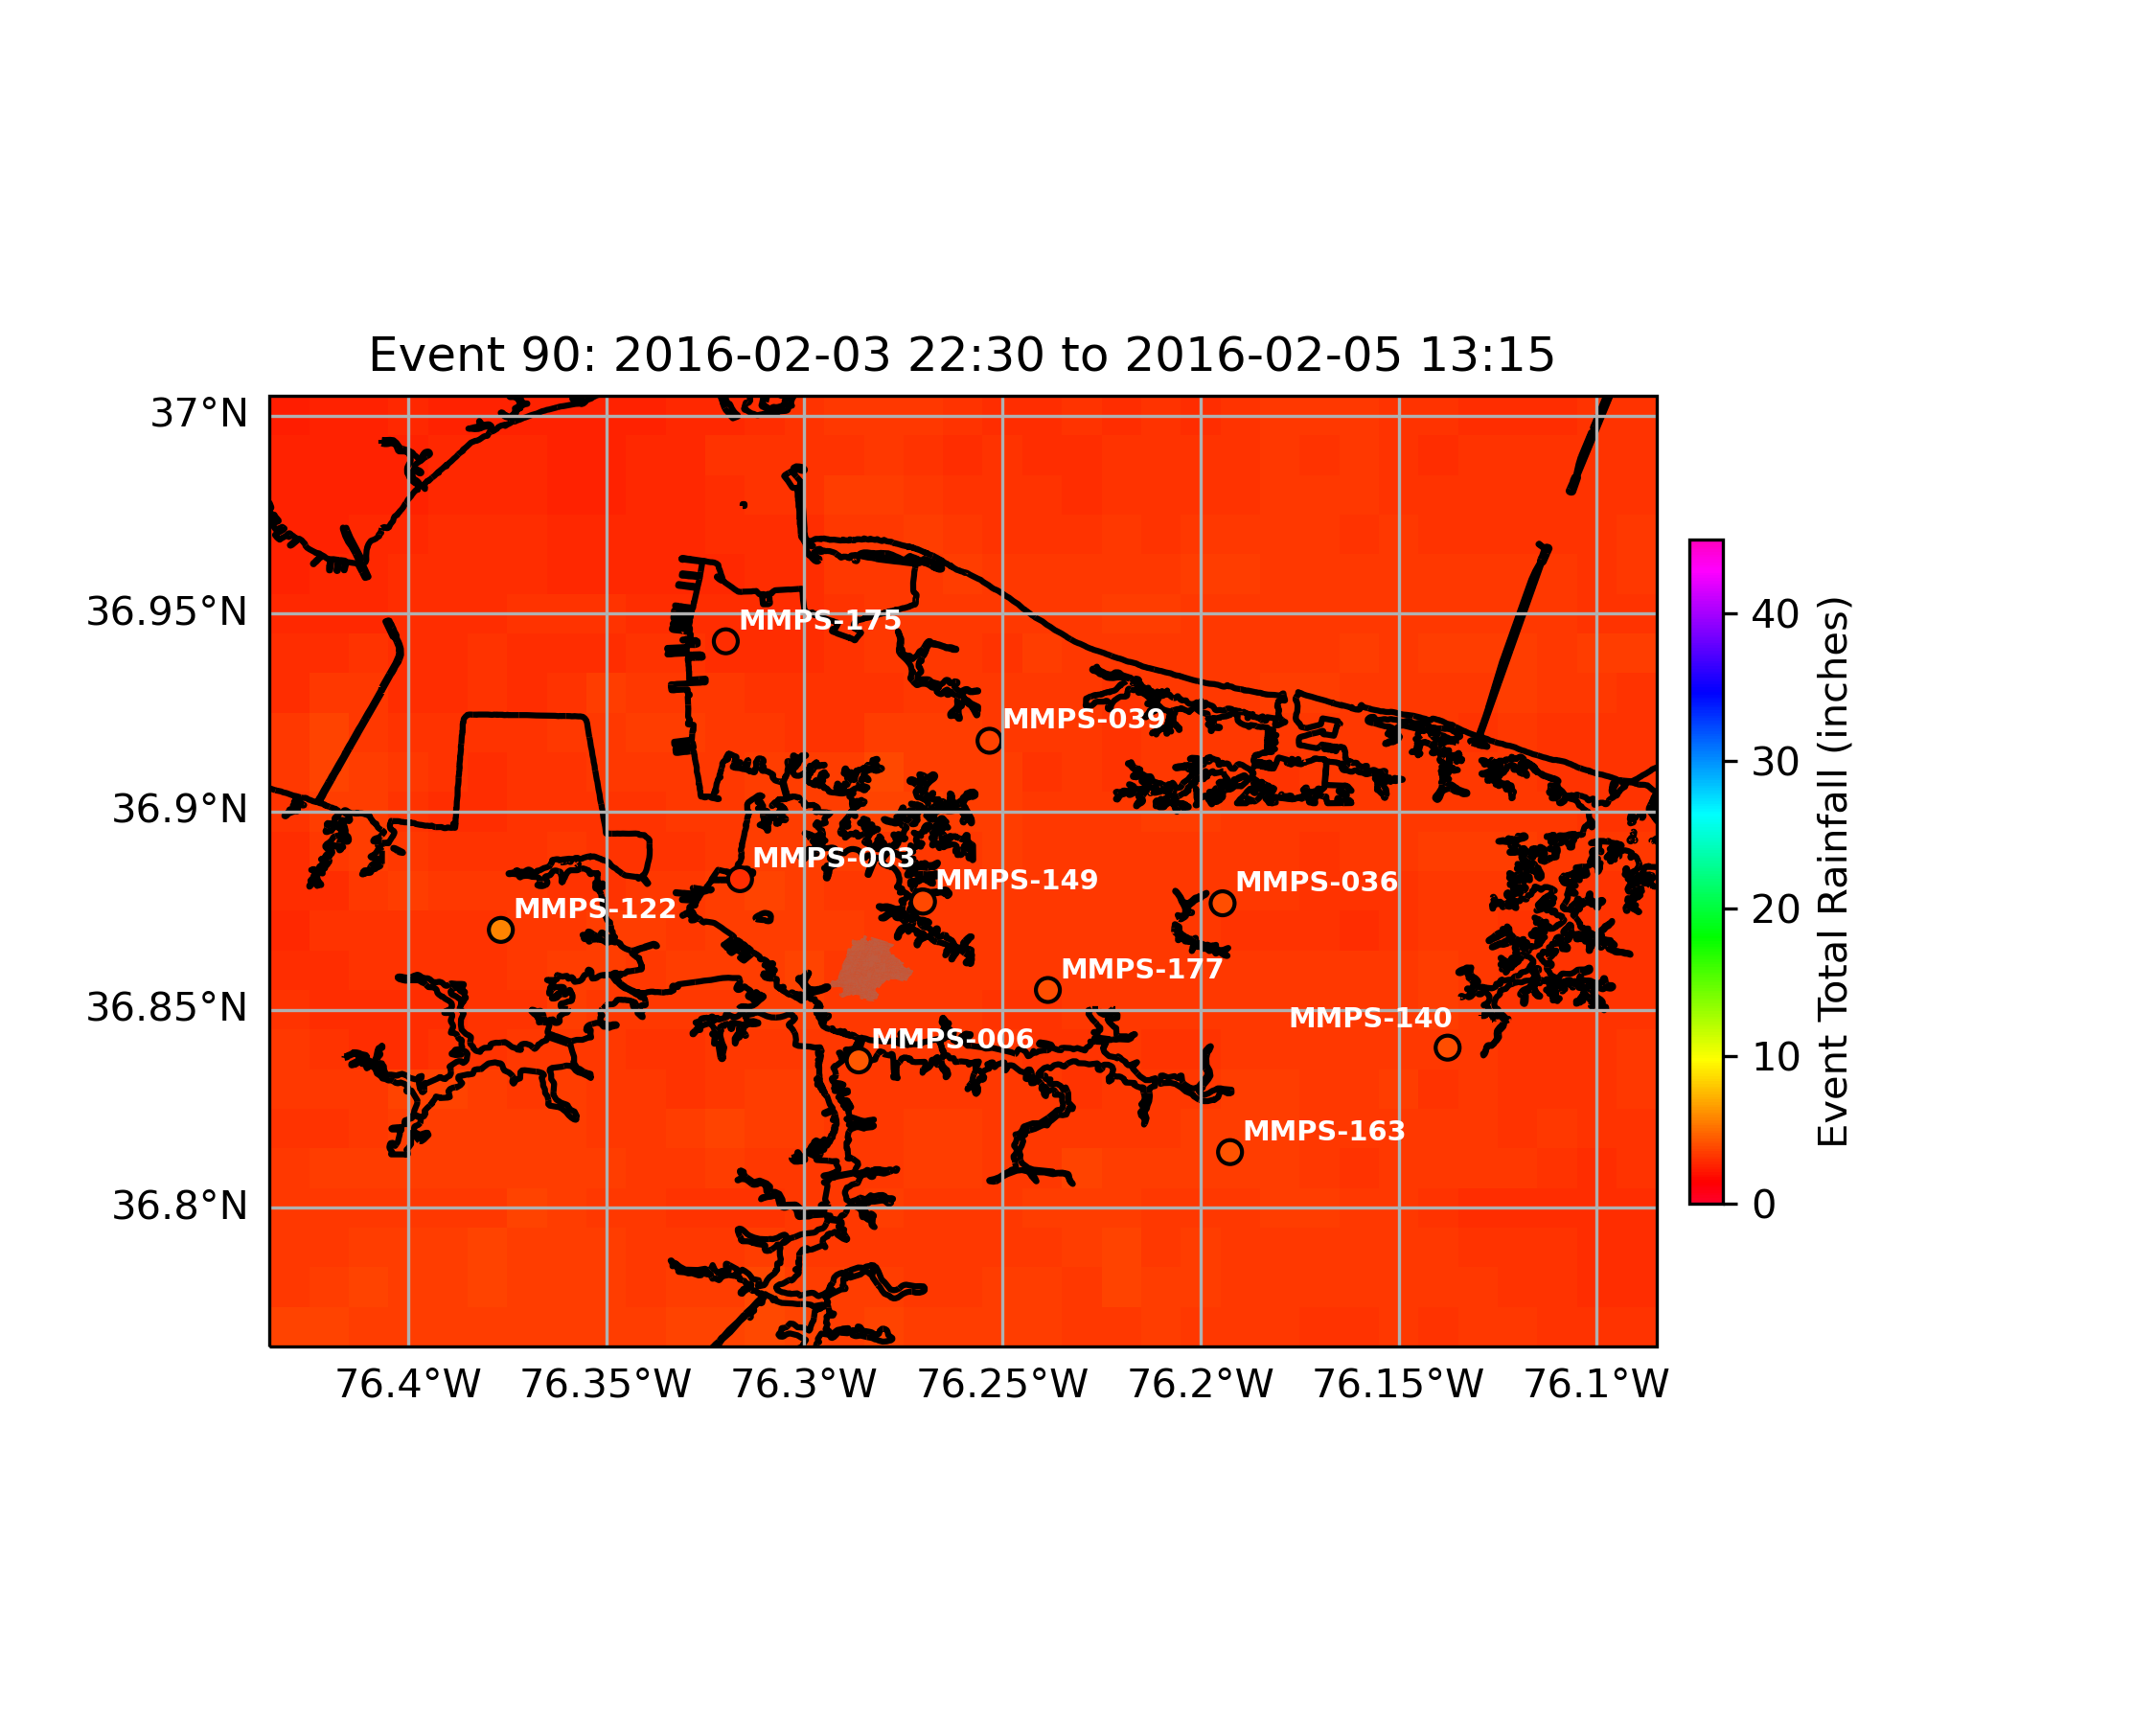 Event 90: 2016-02-03 22:30 to 2016-02-05 13:15
37°N
36.95°N
36.9°N
36.85°N
36.8°N
MMPS-175
MMPS-039
MMPS-003
MMPS-149
MMPS-036
MMPS-122
MMPS-177
MMPS-140
MMPS-006
MMPS-163
76.4°W
76.35°W
76.3°W
76.25°W
76.2°W
76.15°W
76.1°W
40
30
20
10
0
Event Total Rainfall (inches)